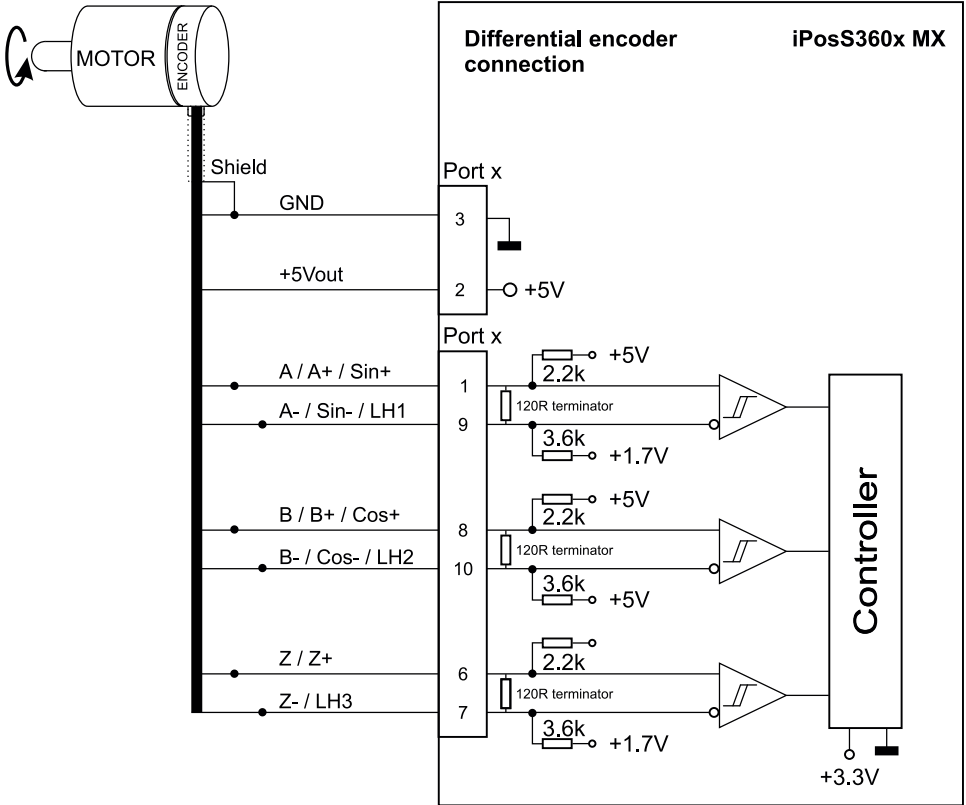 Differential encoder
connection
iPosS360x MX
MOTOR
ENCODER
Shield
Port x
GND
3
+5Vout
2
+5V
Port x
A / A+ / Sin+
1
+5V
2.2k
120R terminator
A- / Sin- / LH1
9
3.6k
+1.7V
B / B+ / Cos+
8
+5V
2.2k
120R terminator
B- / Cos- / LH2
10
3.6k
+5V
Z / Z+
6
2.2k
120R terminator
Z- / LH3
7
3.6k
+1.7V
Controller
+3.3V